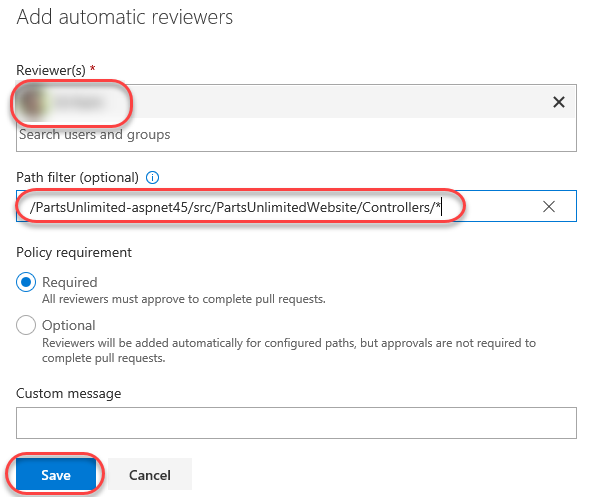 Add automatic reviewers
Reviewer(s) *
Search users and groups
Path filter (optional)
/PartsUnlimited-aspnet45/src/PartsUnlimitedWebsite/Controllers/*
Policy requirement
Required
All reviewers must approve to complete pull requests.
Optional
Reviewers will be added automatically for configured paths, but approvals are not required to
complete pull requests.
Custom message
Save
Cancel